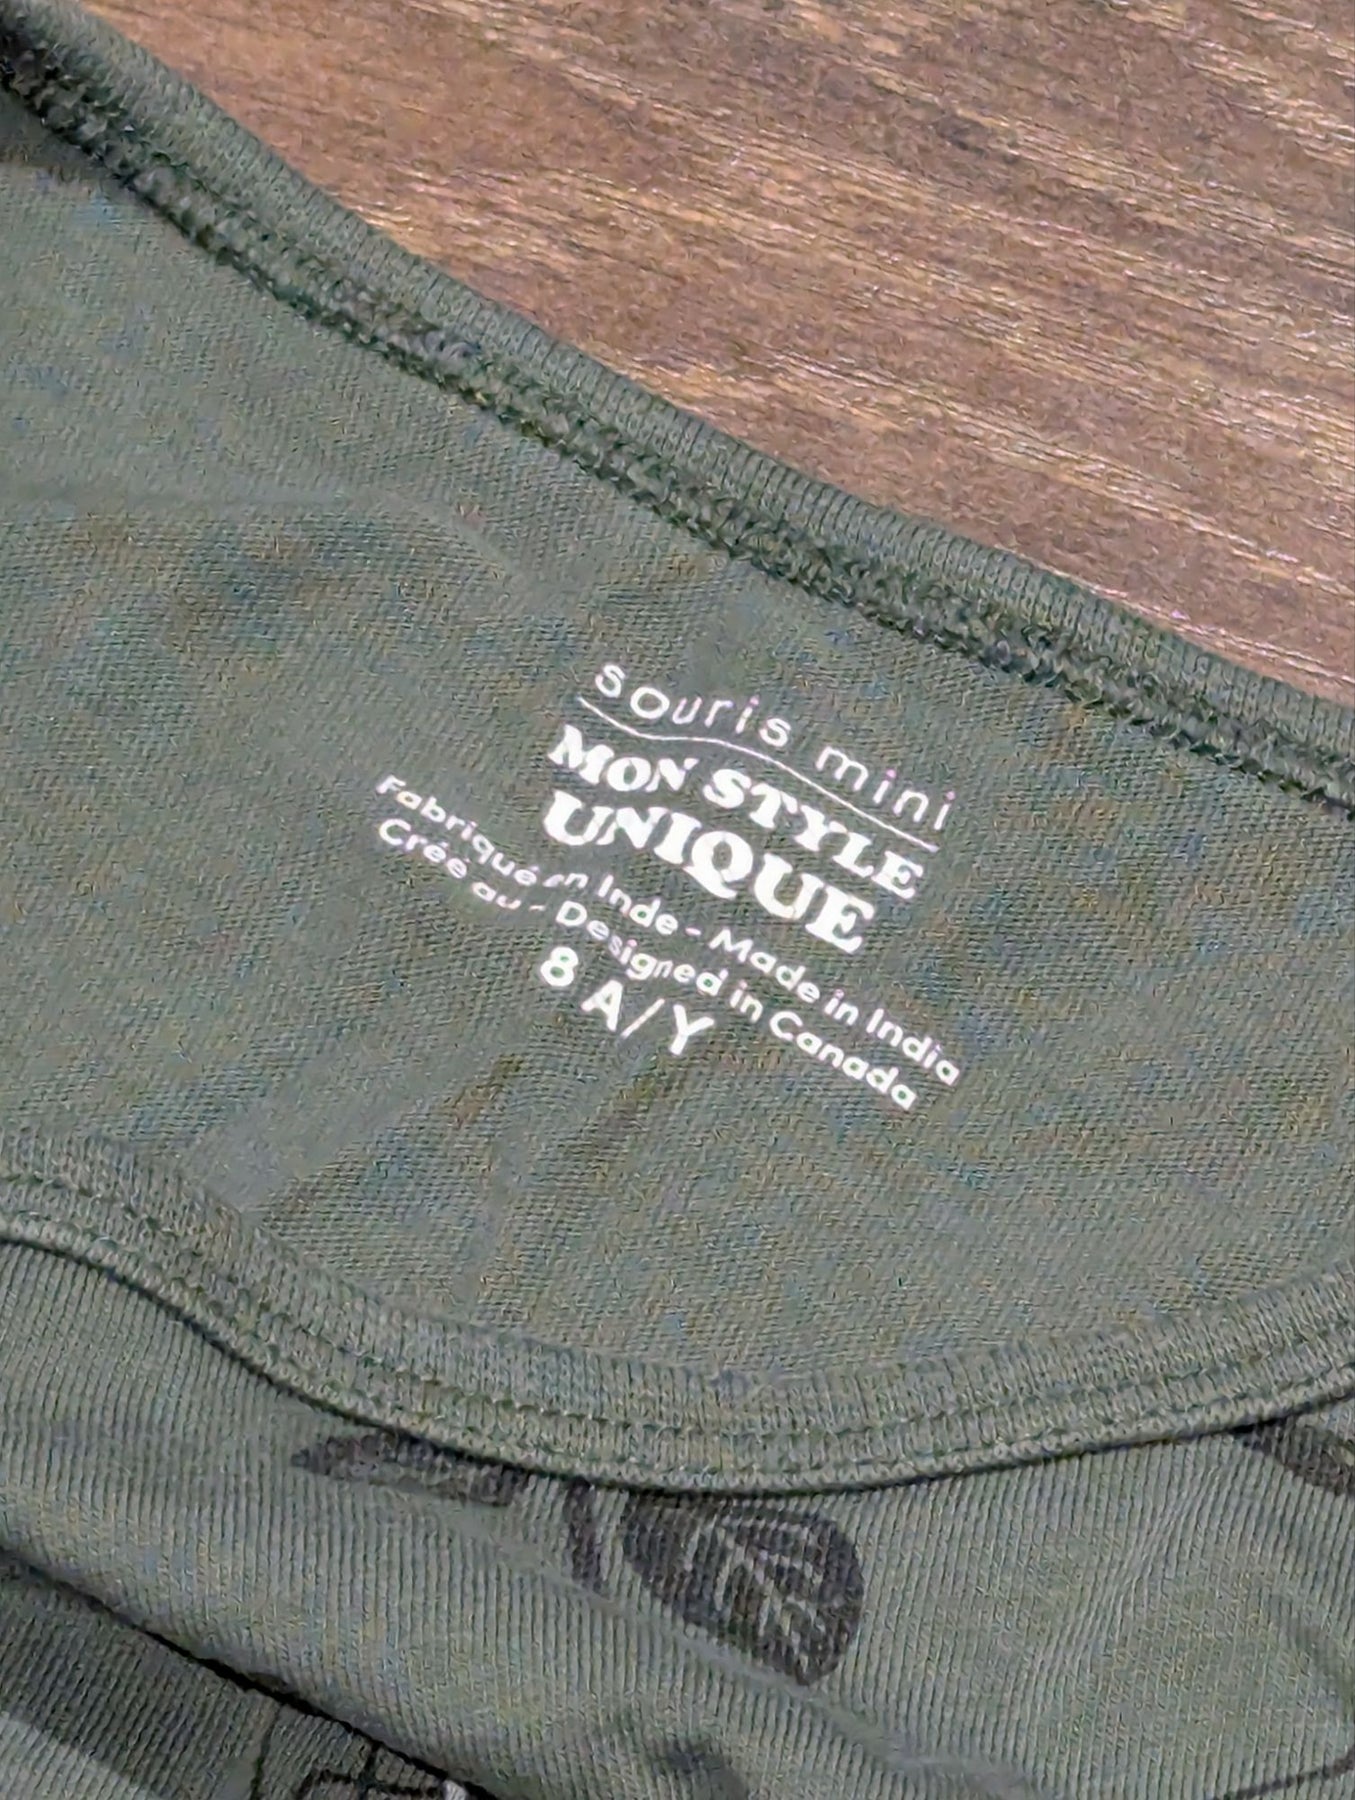 souris mini
MON STYLE
UNIQUE
Fabriqué en Inde - Made in India
Créé au - Designed in Canada
8 A/Y